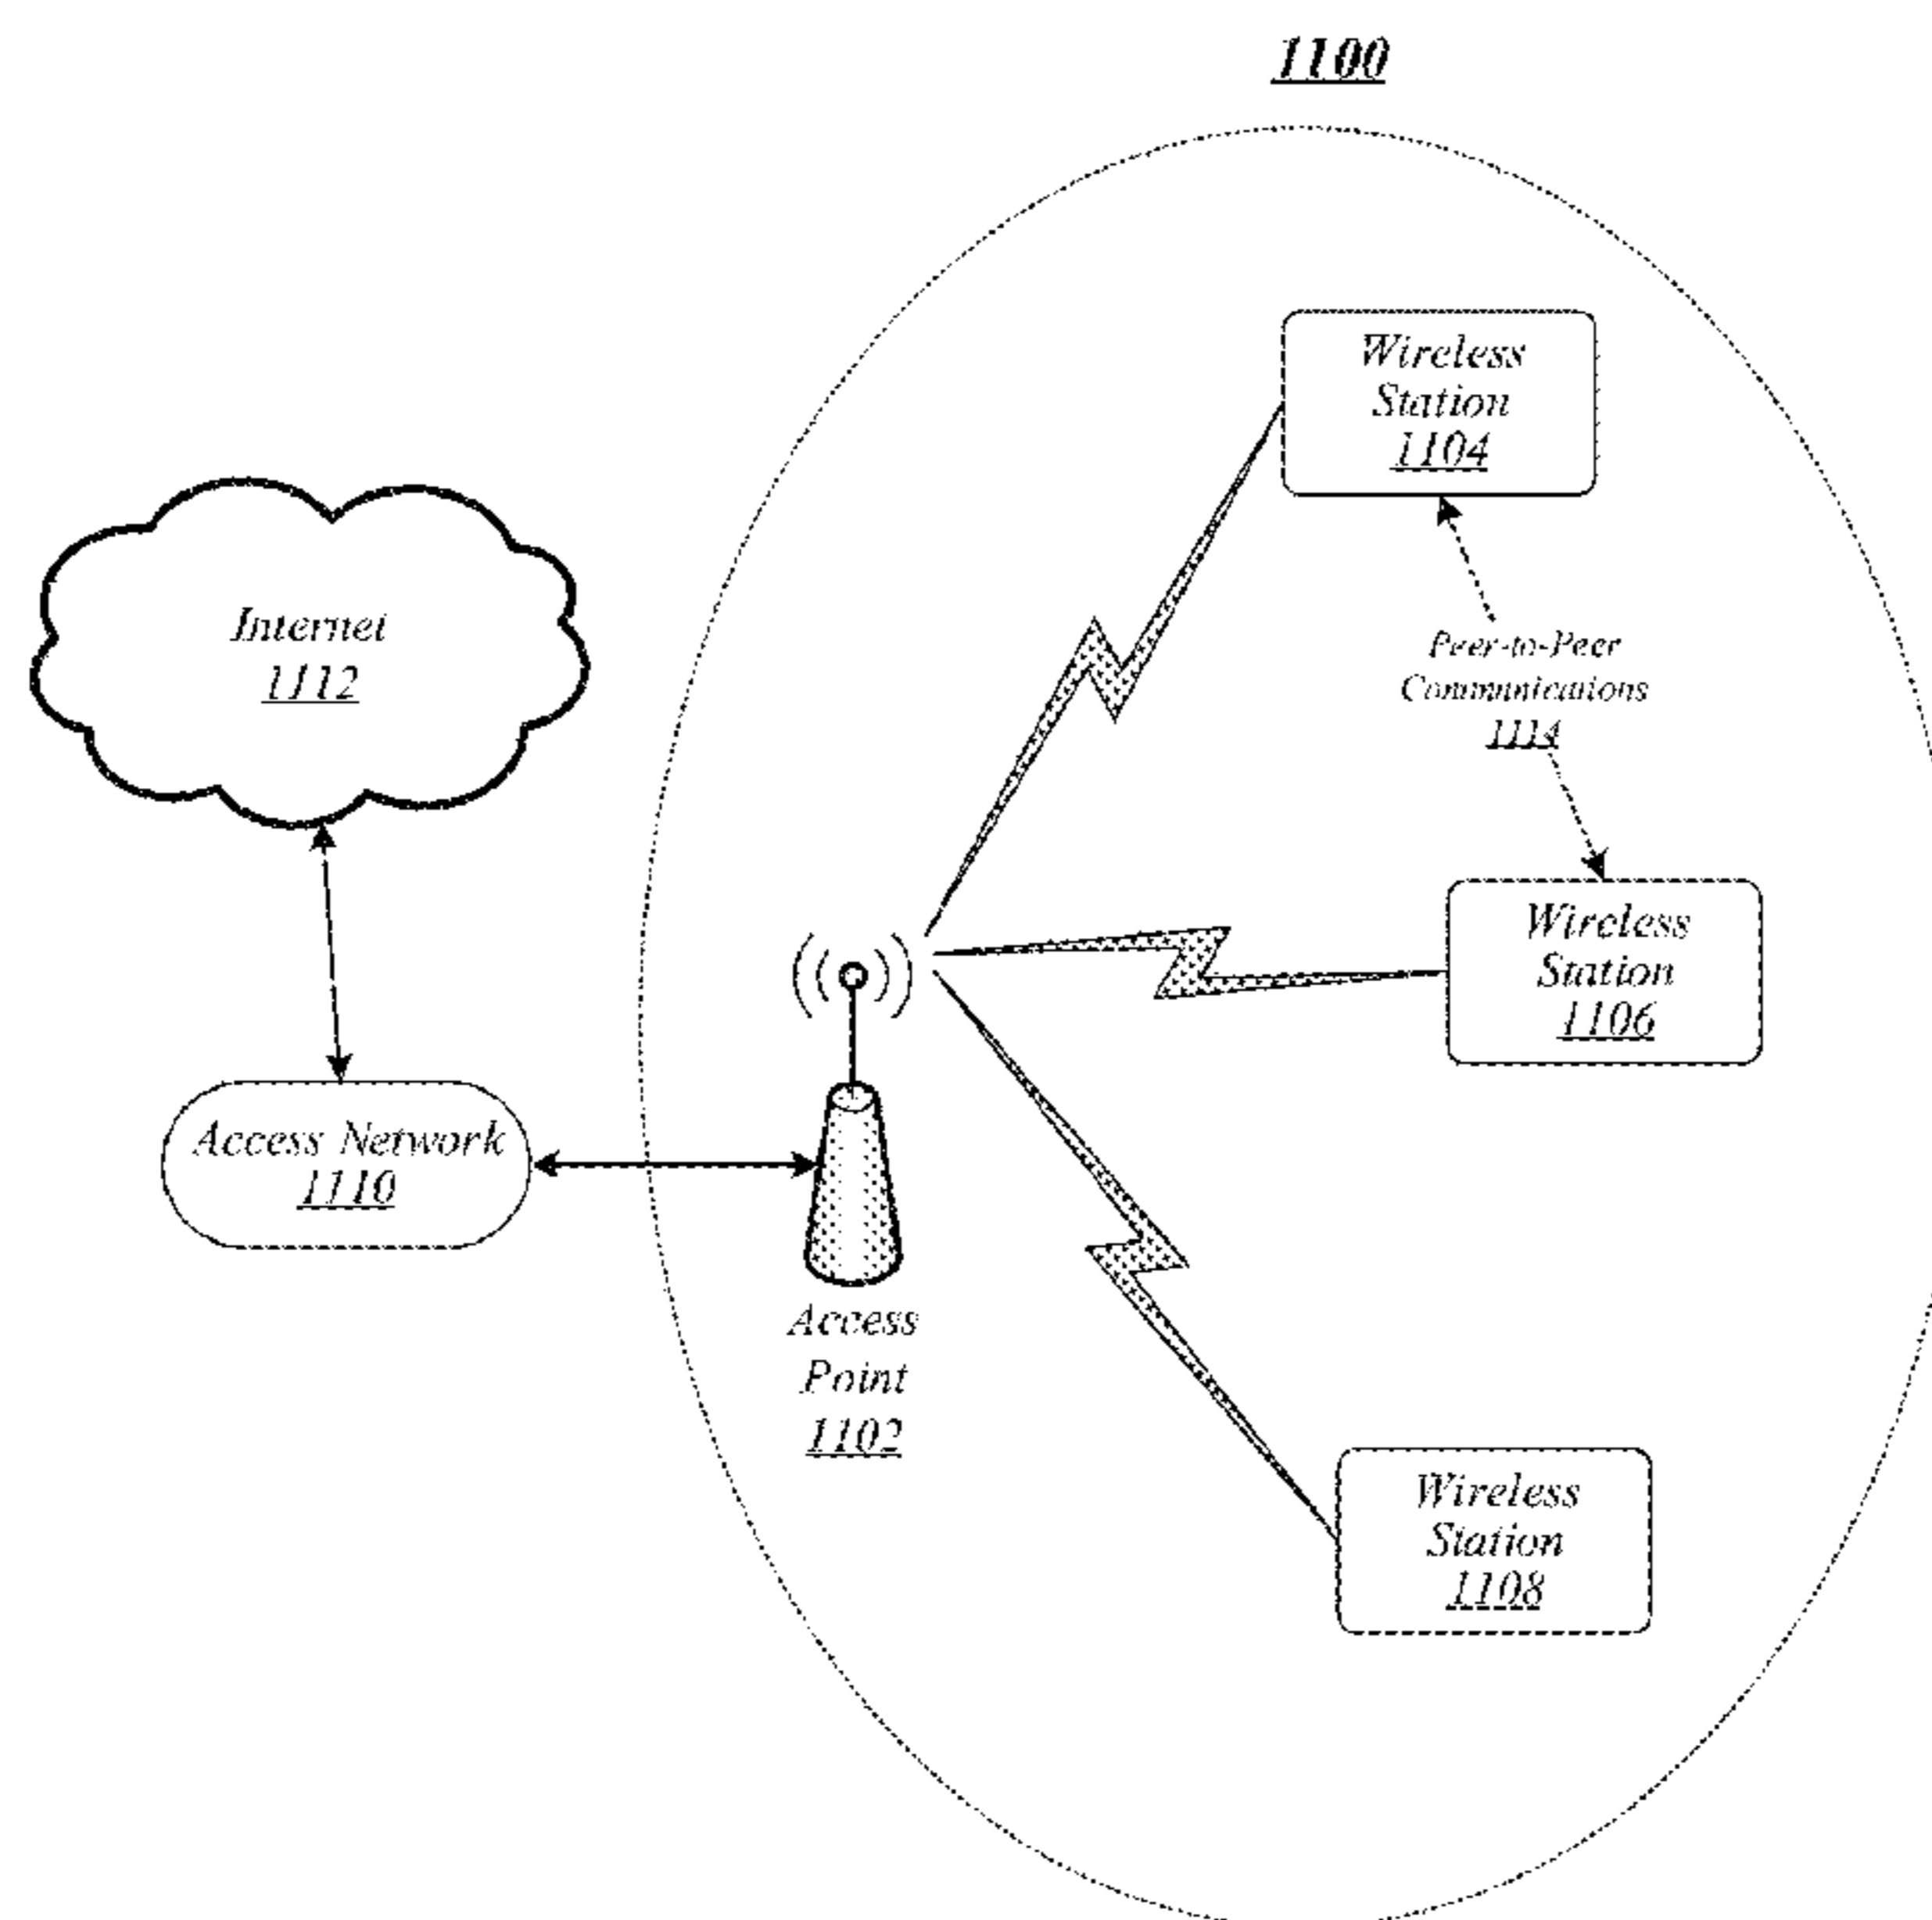 1100
Wireless
Station
1104
Internet
1112
Peer-to-Peer
Communications
1114
Wireless
Station
1106
Access Network
1110
Access
Point
1102
Wireless
Station
1108